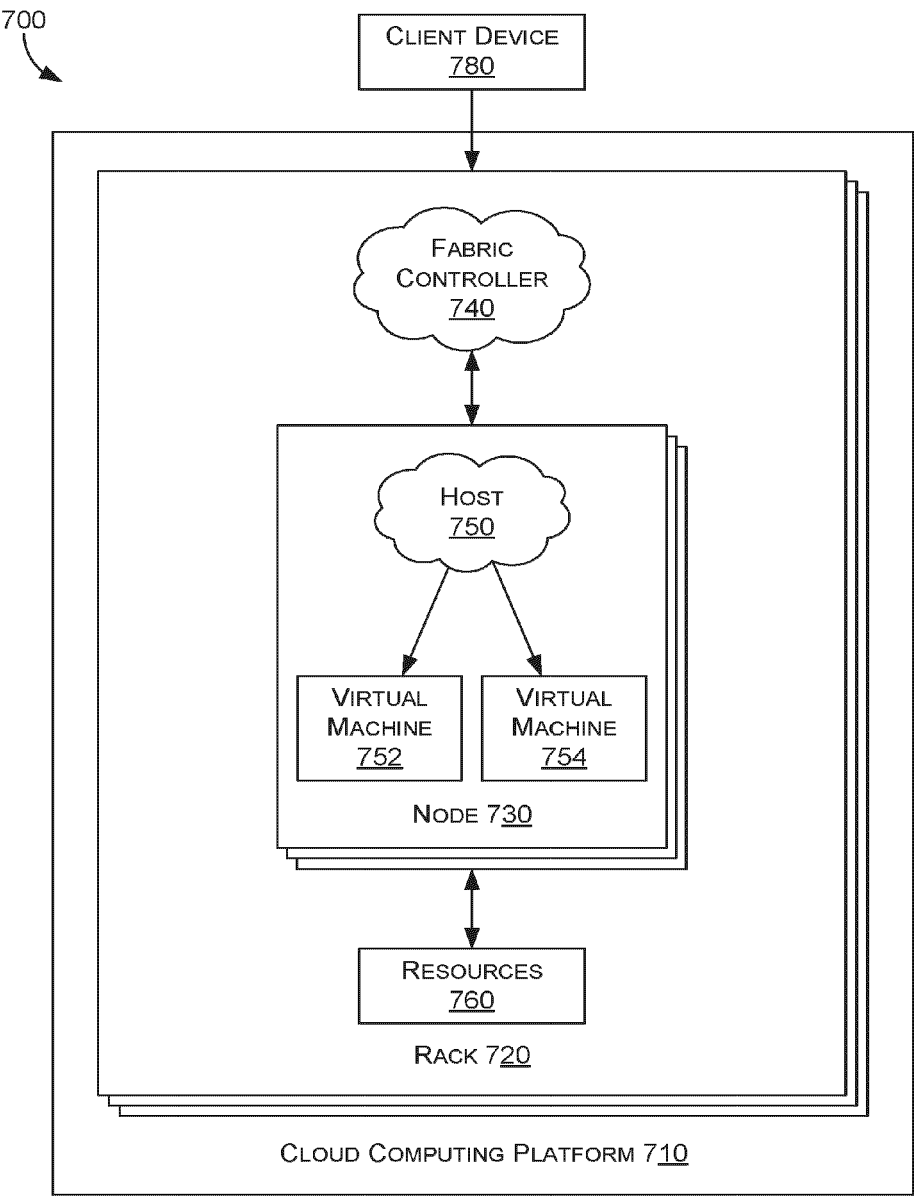 700
CLIENT DEVICE
780
FABRIC
CONTROLLER
740
HOST
750
VIRTUAL
MACHINE
752
VIRTUAL
MACHINE
754
NODE 730
RESOURCES
760
RACK 720
CLOUD COMPUTING PLATFORM 710